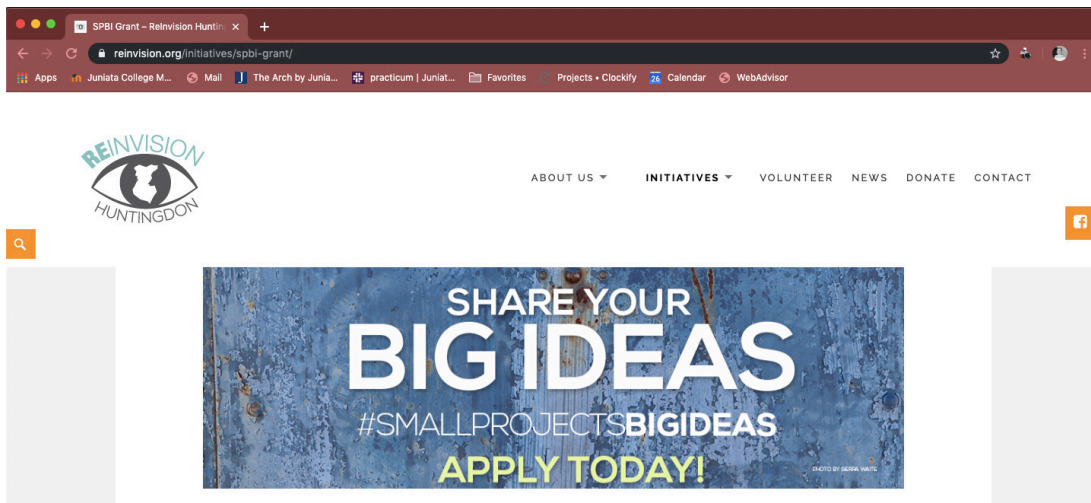 SPBI Grant – ReInvision Huntin
reinvision.org/initiatives/spbi-grant/
Apps Juniata College M... Mail The Arch by Junia... practicum | Juniat... Favorites Projects • Clockify 26 Calendar WebAdvisor
REINVISION
HUNTINGDON
ABOUT US INITIATIVES VOLUNTEER NEWS DONATE CONTACT
SHARE YOUR
BIG IDEAS
#SMALLPROJECTSBIGIDEAS
APPLY TODAY!
PHOTO BY SIERRA WAITE